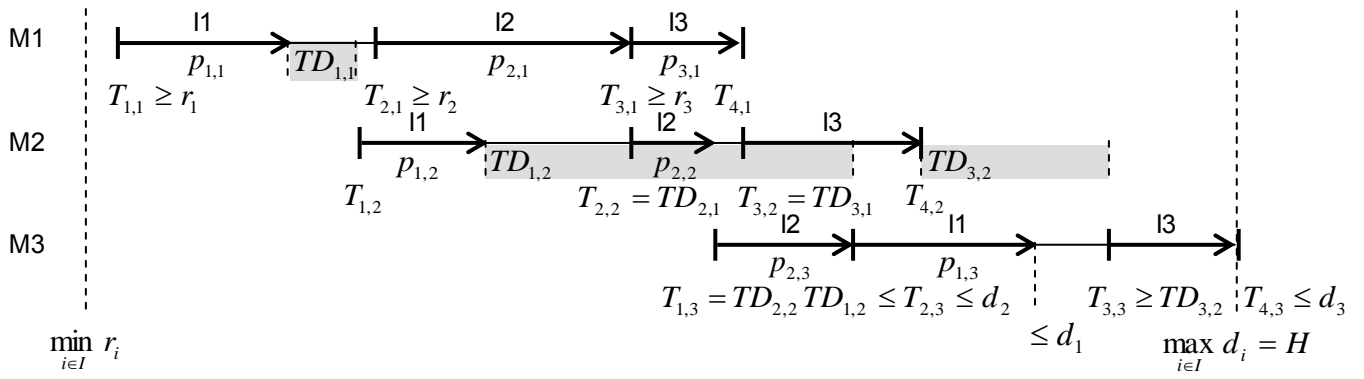 M1 I1 I2 I3
p_{1,1} TD_{1,1} p_{2,1} p_{3,1}
T_{1,1} ≥ r_1 T_{2,1} ≥ r_2 T_{3,1} ≥ r_3 T_{4,1}
M2 I1 I2 I3
p_{1,2} TD_{1,2} p_{2,2} TD_{3,2}
T_{1,2} T_{2,2} = TD_{2,1} T_{3,2} = TD_{3,1} T_{4,2}
M3 I2 I1 I3
p_{2,3} p_{1,3}
T_{1,3} = TD_{2,2} TD_{1,2} ≤ T_{2,3} ≤ d_2 T_{3,3} ≥ TD_{3,2} T_{4,3} ≤ d_3
min_{i∈I} r_i ≤ d_1 max_{i∈I} d_i = H